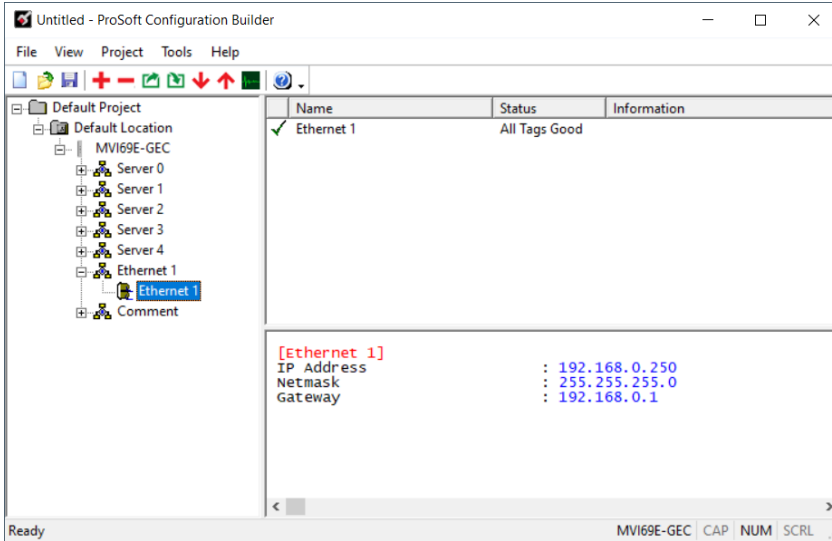 Untitled - ProSoft Configuration Builder
File View Project Tools Help
Default Project
Default Location
MVI69E-GEC
Server 0
Server 1
Server 2
Server 3
Server 4
Ethernet 1
Ethernet 1
Comment
Name Status Information
Ethernet 1 All Tags Good
[Ethernet 1]
IP Address : 192.168.0.250
Netmask : 255.255.255.0
Gateway : 192.168.0.1
Ready MVI69E-GEC CAP NUM SCRL